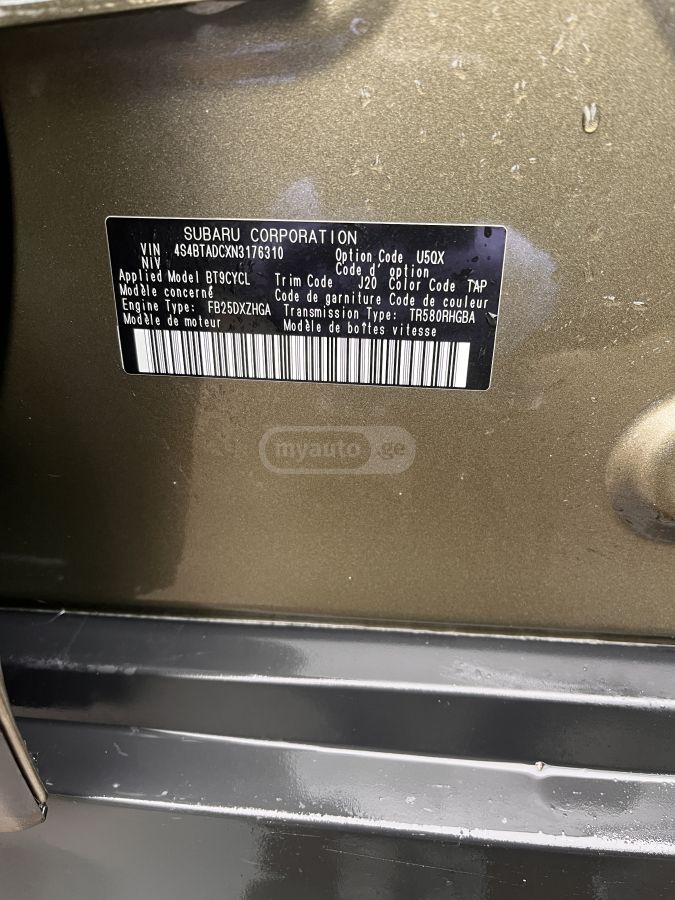 SUBARU CORPORATION
VIN 4S4BTADCXN3176310 Option Code U5QX
NIV Code d' option
Applied Model BT9CYCL Trim Code J20 Color Code TAP
Modèle concerné Code de garniture Code de couleur
Engine Type: FB25DXZHGA Transmission Type: TR580RHGBA
Modèle de moteur Modèle de boîtes vitesse
myauto.ge